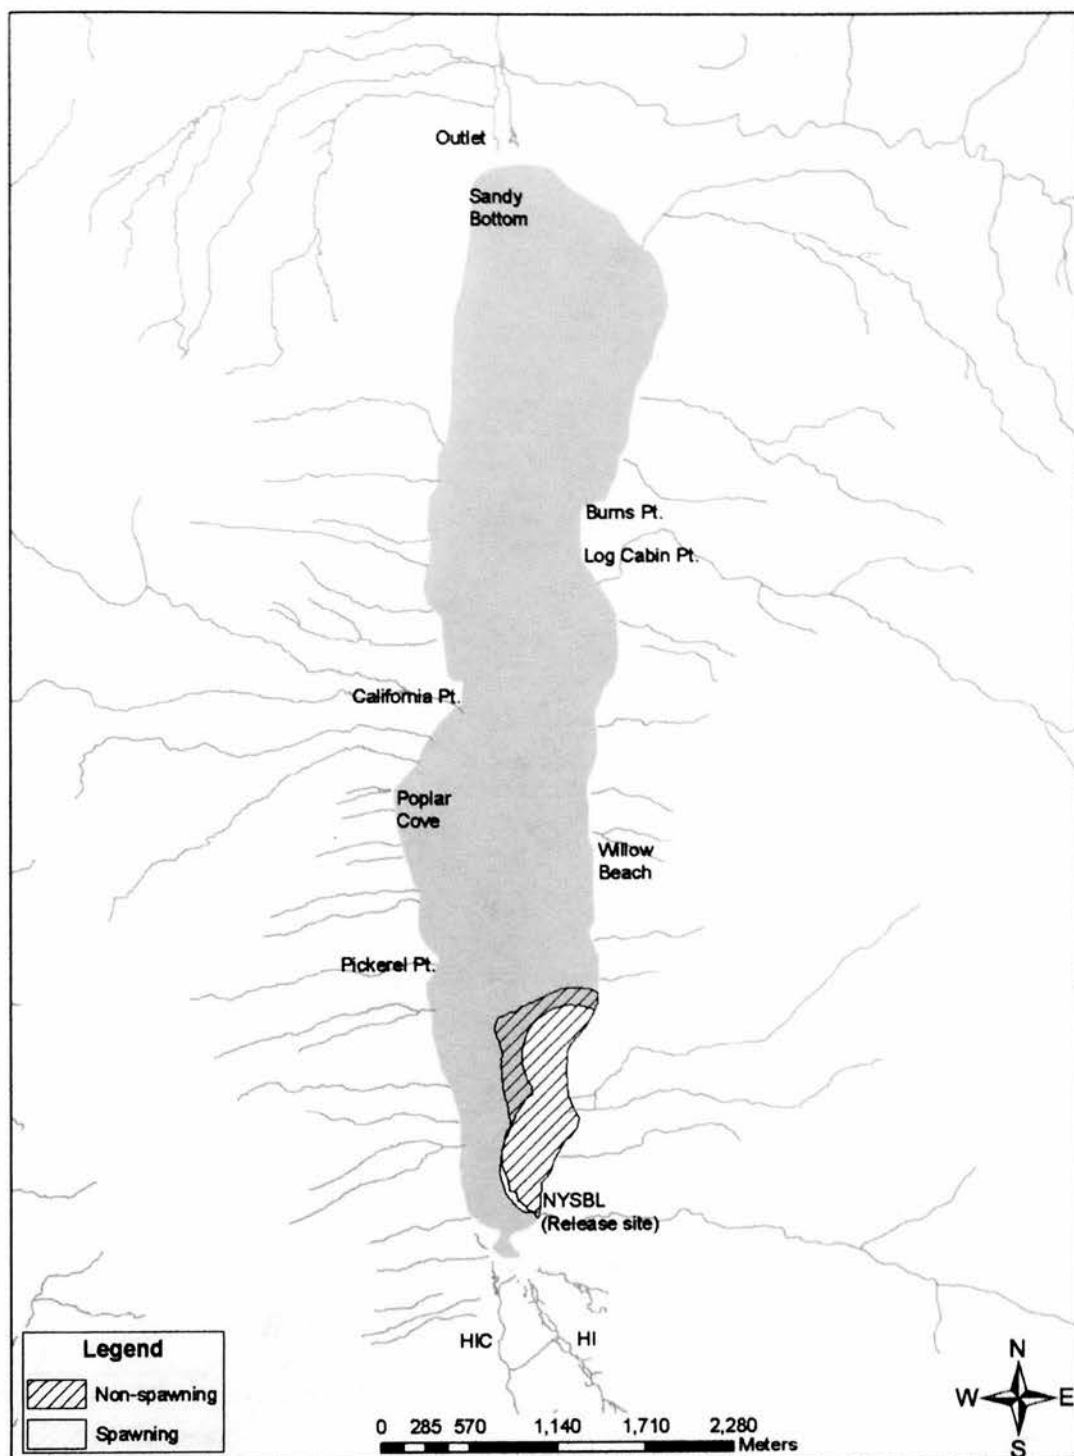 Outlet
Sandy
Bottom
Burns Pt.
Log Cabin Pt.
California Pt.
Poplar
Cove
Willow
Beach
Pickerel Pt.
NYSBL
(Release site)
HIC
HI
Legend
Non-spawning
Spawning
N
W
E
S
0 285 570 1,140 1,710 2,280
Meters